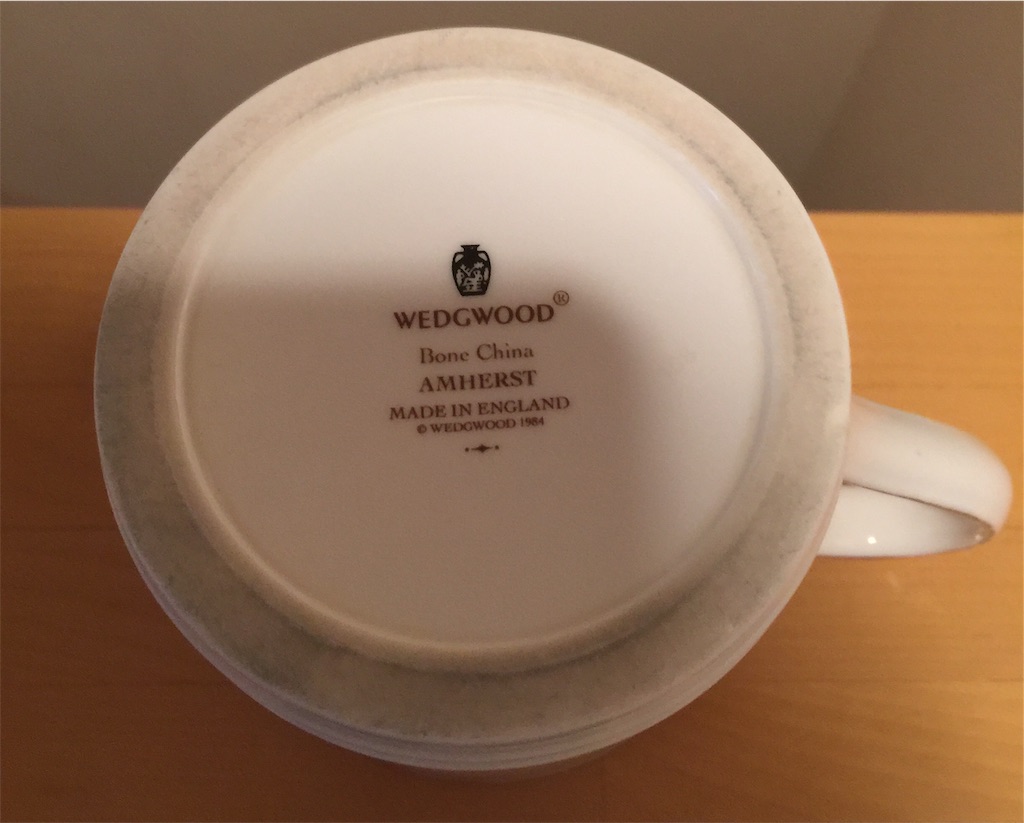 WEDGWOOD®
Bone China
AMHERST
MADE IN ENGLAND
© WEDGWOOD 1984